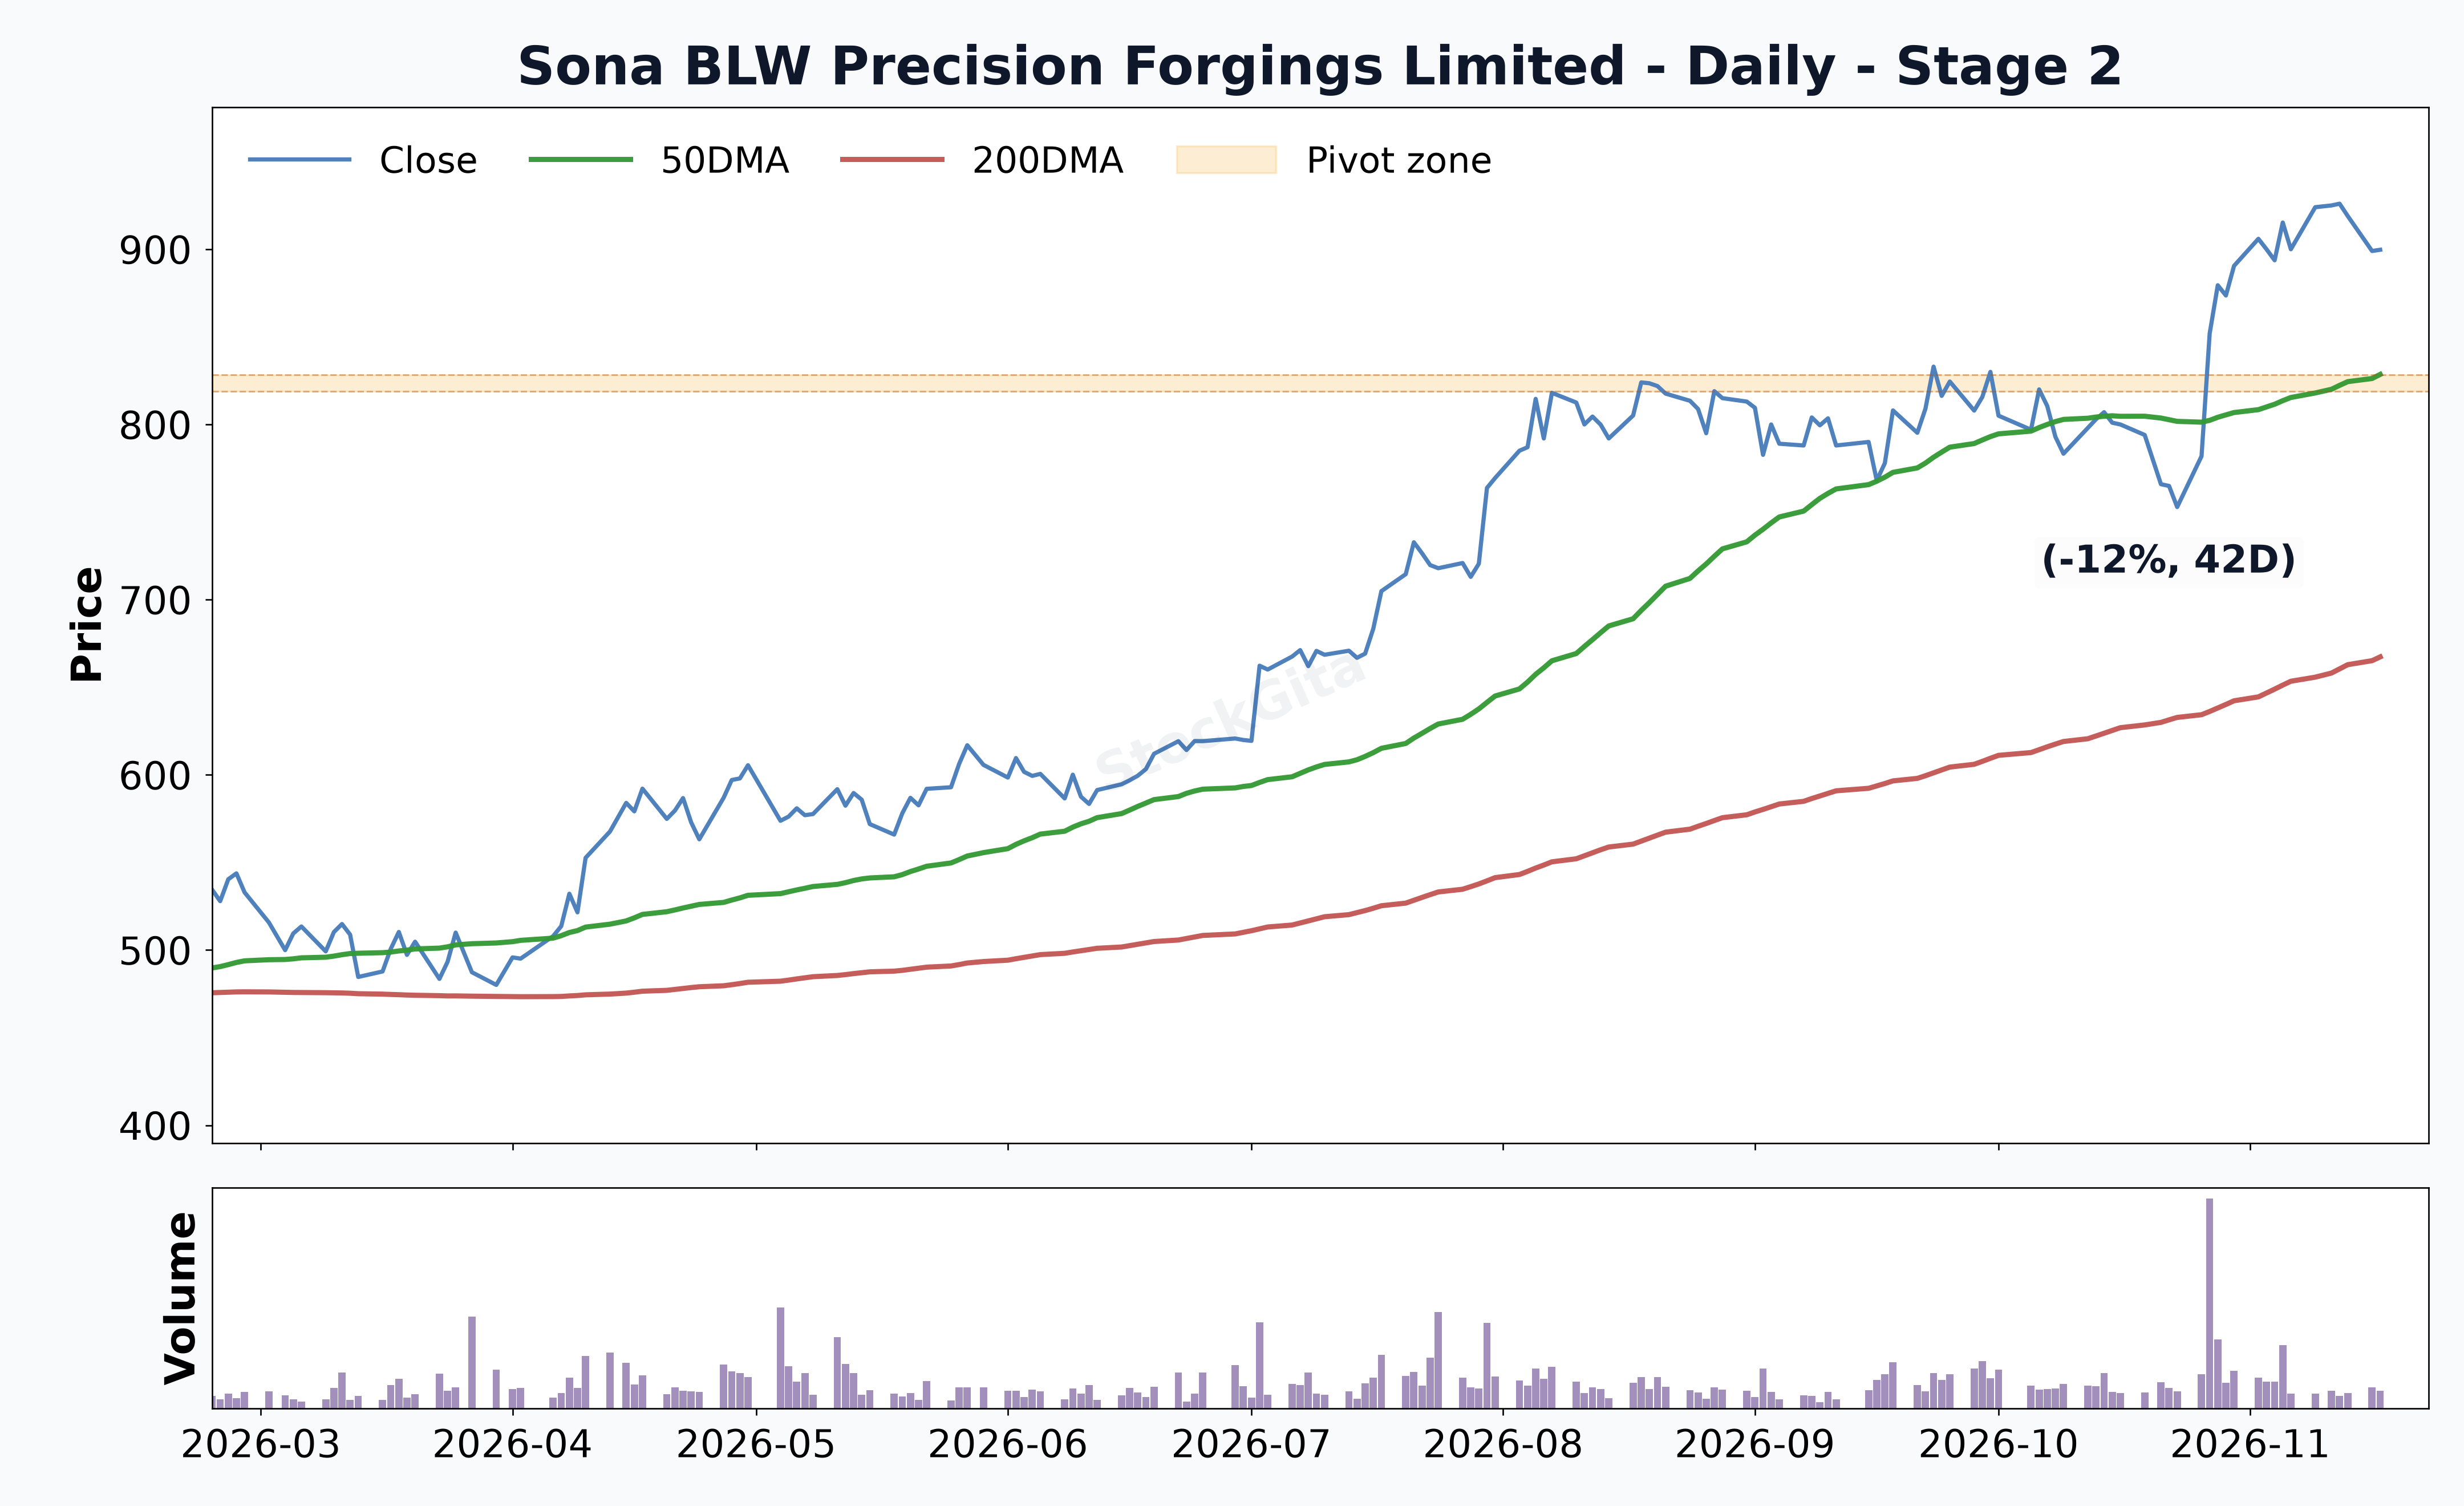 Sona BLW Precision Forgings Limited - Daily - Stage 2
Close 50DMA 200DMA Pivot zone
900
800
700
600
500
400
Price
(-12%, 42D)
StockGita
Volume
2026-03 2026-04 2026-05 2026-06 2026-07 2026-08 2026-09 2026-10 2026-11